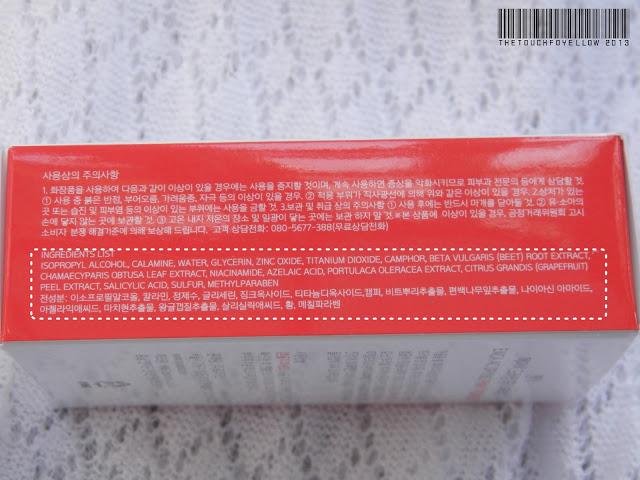 THETOUCHFOYELLOW 2013
사용상의 주의사항
1. 화장품을 사용하여 다음과 같이 이상이 있을 경우에는 사용을 중지할 것이며, 계속 사용하면 증상을 악화시키므로 피부과 전문의 등에게 상담할 것.
① 사용 중 붉은 반점, 부어오름, 가려움증, 자극 등의 이상이 있을 경우. ② 적용 부위가 직사광선에 의해 위와 같은 이상이 있을 경우. 2.상처가 있는
곳 또는 습진 및 피부염 등의 이상이 있는 부위에는 사용을 금할 것. 3.보관 및 취급 상의 주의사항 ① 사용 후에는 반드시 마개를 닫아둘 것. ② 유·소아의
손에 닿지 않는 곳에 보관할 것. ③ 고온 내지 저온의 장소 및 일광이 닿는 곳에는 보관 하지 말 것.※본 상품에 이상이 있을 경우, 공정거래위원회 고시
소비자 분쟁 해결기준에 의해 보상해 드립니다. 고객 상담전화: 080-5677-388(무료상담전화)
INGREDIENTS LIST
ISOPROPYL ALCOHOL, CALAMINE, WATER, GLYCERIN, ZINC OXIDE, TITANIUM DIOXIDE, CAMPHOR, BETA VULGARIS (BEET) ROOT EXTRACT,
CHAMAECYPARIS OBTUSA LEAF EXTRACT, NIACINAMIDE, AZELAIC ACID, PORTULACA OLERACEA EXTRACT, CITRUS GRANDIS (GRAPEFRUIT)
PEEL EXTRACT, SALICYLIC ACID, SULFUR, METHYLPARABEN
전성분: 이소프로필알코올, 칼라민, 정제수, 글리세린, 징크옥사이드, 티타늄디옥사이드,캠퍼, 비트뿌리추출물, 편백나무잎추출물, 나이아신 아마이드,
아젤라익애씨드, 마치현추출물, 왕귤껍질추출물, 살리실릭애씨드, 황, 메칠파라벤